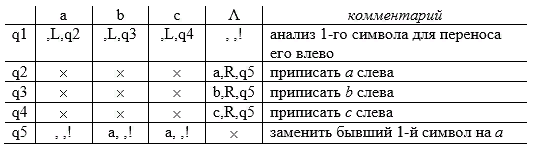 a b c Λ комментарий
q1 ,L,q2 ,L,q3 ,L,q4 , ,! анализ 1-го символа для переноса
его влево
q2 × × × a,R,q5 приписать a слева
q3 × × × b,R,q5 приписать b слева
q4 × × × c,R,q5 приписать c слева
q5 , ,! a, ,! a, ,! × заменить бывший 1-й символ на a